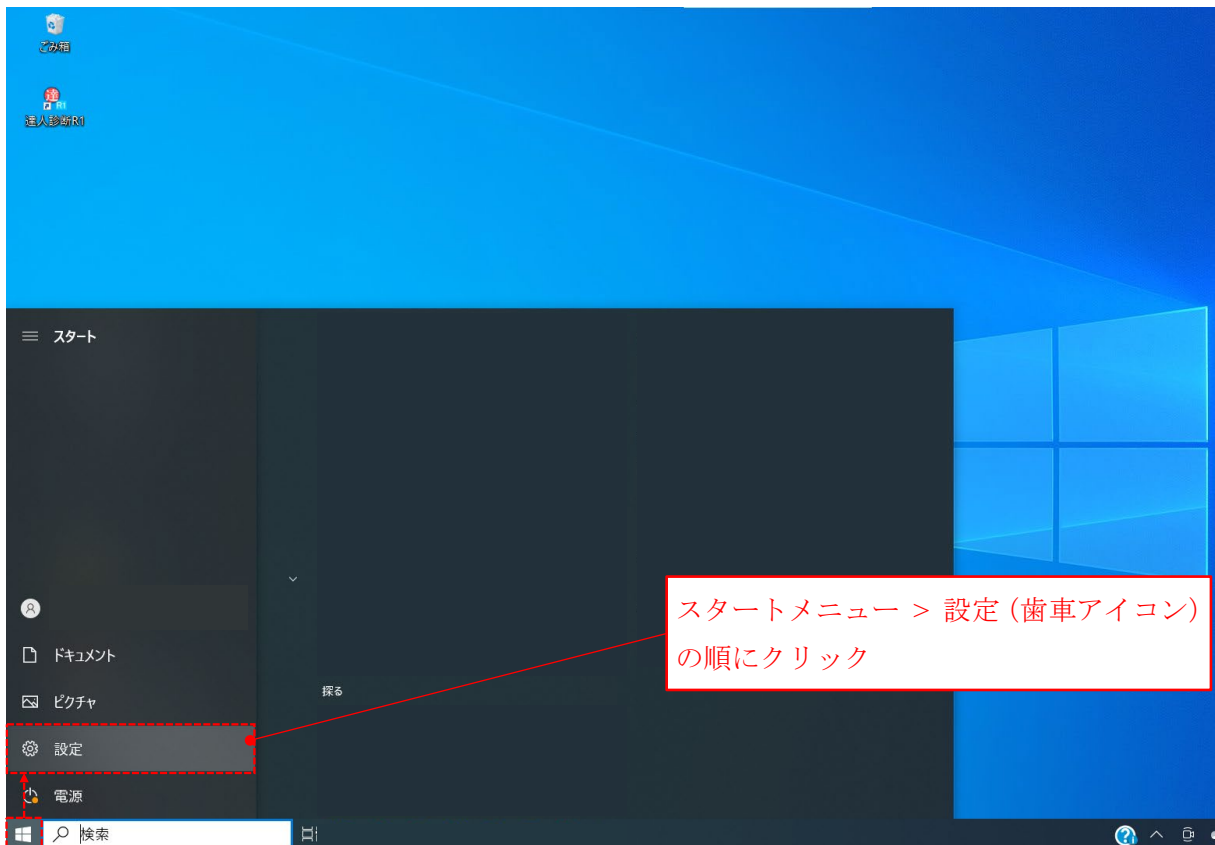 ごみ箱
達
R1
達人診断R1
スタート
スタートメニュー > 設定（歯車アイコン）
の順にクリック
ドキュメント
探る
ピクチャ
設定
電源
検索